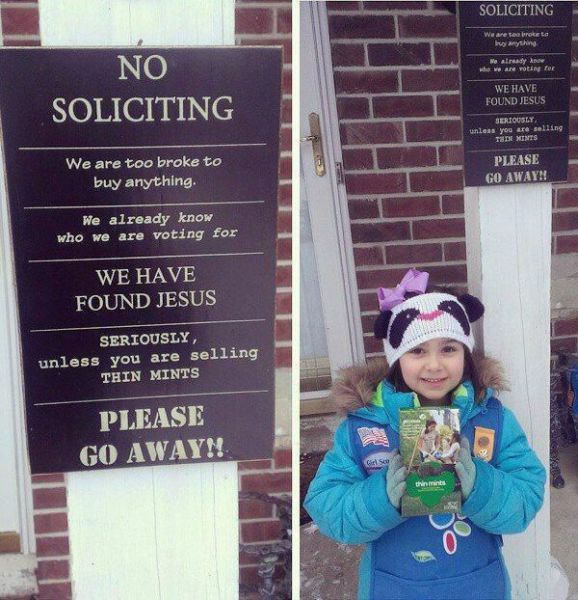 NO
SOLICITING
We are too broke to
buy anything.
We already know
who we are voting for
WE HAVE
FOUND JESUS
SERIOUSLY,
unless you are selling
THIN MINTS
PLEASE
GO AWAY!!
SOLICITING
We are too broke to
buy anything.
We already know
who we are voting for
WE HAVE
FOUND JESUS
SERIOUSLY,
unless you are selling
THIN MINTS
PLEASE
GO AWAY!!
thin mints